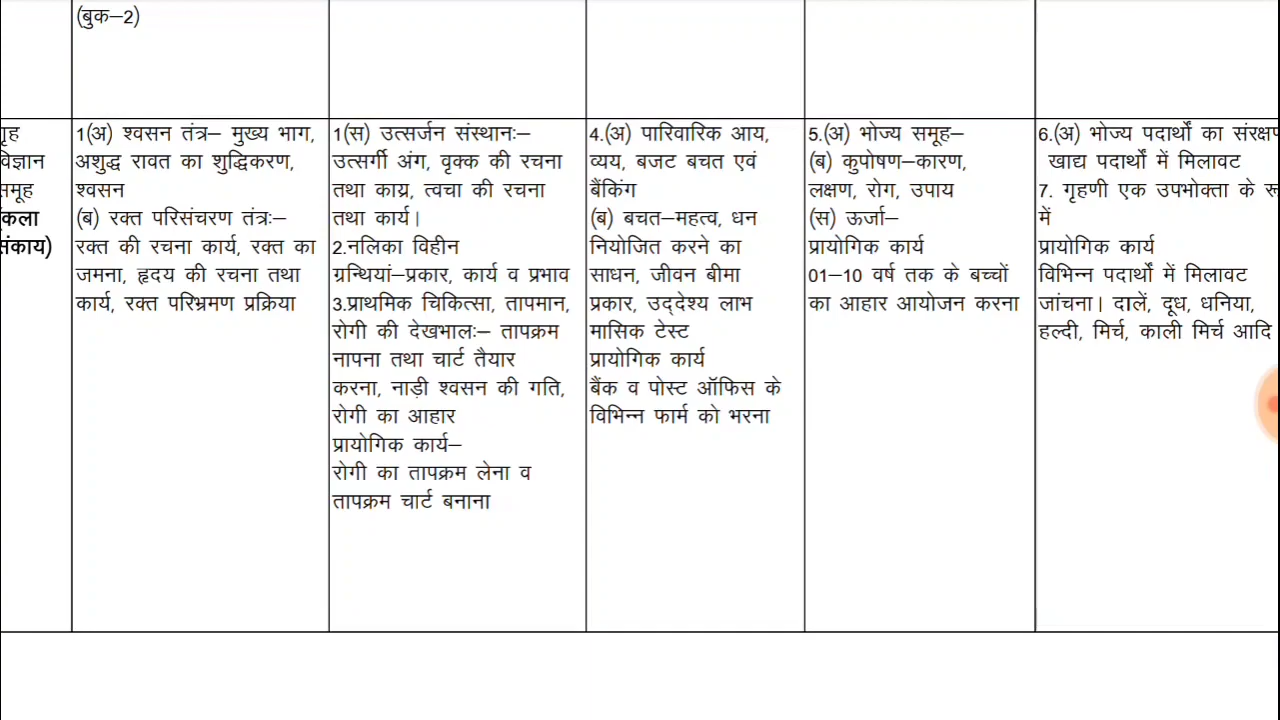 (बुक–2)
गृह
विज्ञान
समूह
(कला
संकाय)
1(अ) श्वसन तंत्र– मुख्य भाग,
अशुद्ध रावत का शुद्धिकरण,
श्वसन
(ब) रक्त परिसंचरण तंत्रः–
रक्त की रचना कार्य, रक्त का
जमना, हृदय की रचना तथा
कार्य, रक्त परिभ्रमण प्रक्रिया
1(स) उत्सर्जन संस्थानः–
उत्सर्गी अंग, वृक्क की रचना
तथा काय्र, त्वचा की रचना
तथा कार्य।
2.नलिका विहीन
ग्रन्थियां–प्रकार, कार्य व प्रभाव
3.प्राथमिक चिकित्सा, तापमान,
रोगी की देखभालः– तापक्रम
नापना तथा चार्ट तैयार
करना, नाड़ी श्वसन की गति,
रोगी का आहार
प्रायोगिक कार्य–
रोगी का तापक्रम लेना व
तापक्रम चार्ट बनाना
4.(अ) पारिवारिक आय,
व्यय, बजट बचत एवं
बैंकिंग
(ब) बचत–महत्व, धन
नियोजित करने का
साधन, जीवन बीमा
प्रकार, उद्देश्य लाभ
मासिक टेस्ट
प्रायोगिक कार्य
बैंक व पोस्ट ऑफिस के
विभिन्न फार्म को भरना
5.(अ) भोज्य समूह–
(ब) कुपोषण–कारण,
लक्षण, रोग, उपाय
(स) ऊर्जा–
प्रायोगिक कार्य
01–10 वर्ष तक के बच्चों
का आहार आयोजन करना
6.(अ) भोज्य पदार्थों का संरक्षण
खाद्य पदार्थों में मिलावट
7. गृहणी एक उपभोक्ता के
में
प्रायोगिक कार्य
विभिन्न पदार्थों में मिलावट
जांचना। दालें, दूध, धनिया,
हल्दी, मिर्च, काली मिर्च आदि